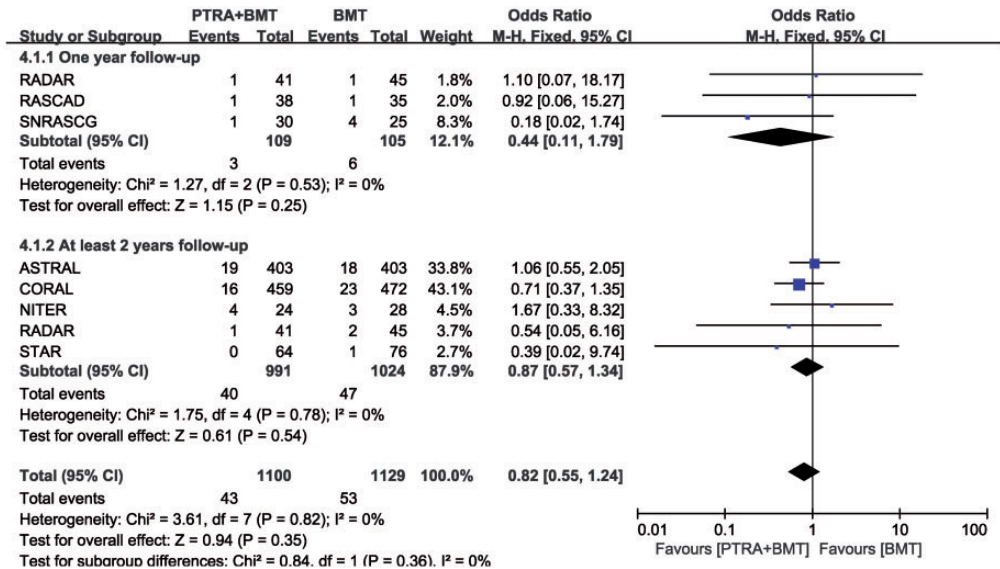 PTRA+BMT BMT Odds Ratio Odds Ratio
Study or Subgroup Events Total Events Total Weight M-H, Fixed, 95% CI M-H, Fixed, 95% CI
4.1.1 One year follow-up
RADAR 1 41 1 45 1.8% 1.10 [0.07, 18.17]
RASCAD 1 38 1 35 2.0% 0.92 [0.06, 15.27]
SNRASCG 1 30 4 25 8.3% 0.18 [0.02, 1.74]
Subtotal (95% CI) 109 105 12.1% 0.44 [0.11, 1.79]
Total events 3 6
Heterogeneity: Chi² = 1.27, df = 2 (P = 0.53); I² = 0%
Test for overall effect: Z = 1.15 (P = 0.25)
4.1.2 At least 2 years follow-up
ASTRAL 19 403 18 403 33.8% 1.06 [0.55, 2.05]
CORAL 16 459 23 472 43.1% 0.71 [0.37, 1.35]
NITER 4 24 3 28 4.5% 1.67 [0.33, 8.32]
RADAR 1 41 2 45 3.7% 0.54 [0.05, 6.16]
STAR 0 64 1 76 2.7% 0.39 [0.02, 9.74]
Subtotal (95% CI) 991 1024 87.9% 0.87 [0.57, 1.34]
Total events 40 47
Heterogeneity: Chi² = 1.75, df = 4 (P = 0.78); I² = 0%
Test for overall effect: Z = 0.61 (P = 0.54)
Total (95% CI) 1100 1129 100.0% 0.82 [0.55, 1.24]
Total events 43 53
Heterogeneity: Chi² = 3.61, df = 7 (P = 0.82); I² = 0%
Test for overall effect: Z = 0.94 (P = 0.35)
Test for subgroup differences: Chi² = 0.84, df = 1 (P = 0.36), I² = 0%
0.01 0.1 1 10 100
Favours [PTRA+BMT] Favours [BMT]